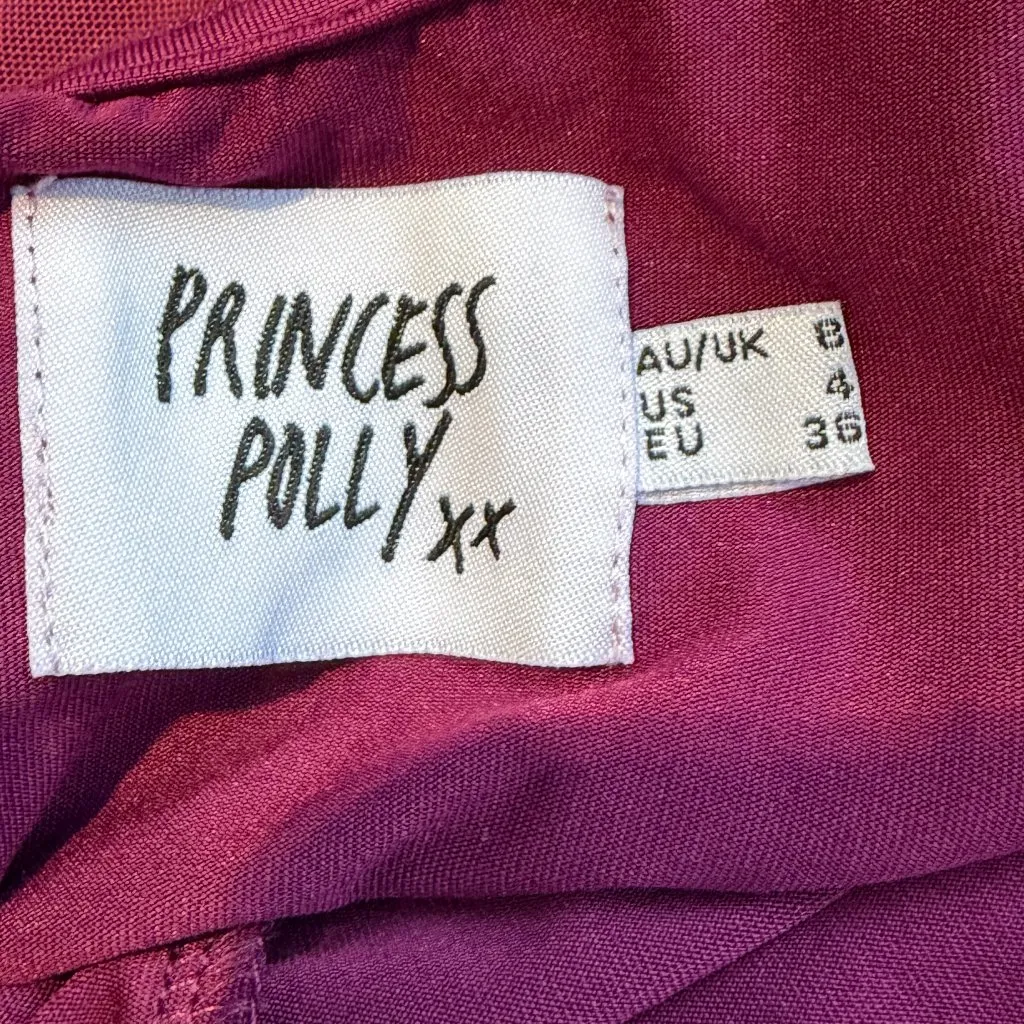 PRINCESS
POLLY xx
AU/UK 8
US 4
EU 36